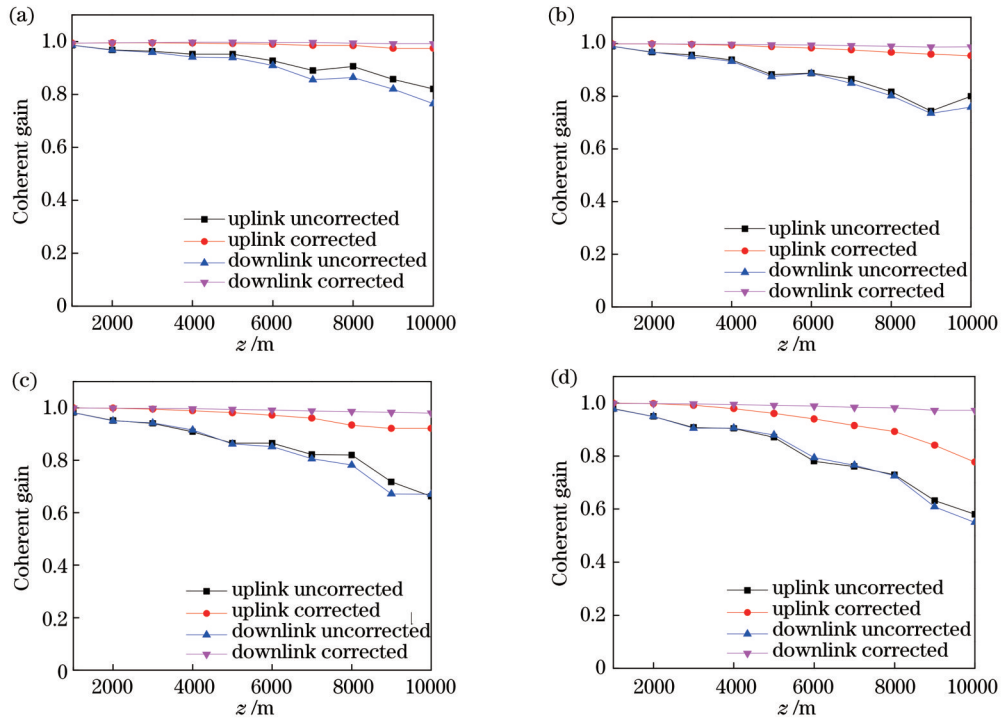 (a)
Coherent gain
1.0
0.8
0.6
0.4
0.2
0
uplink uncorrected
uplink corrected
downlink uncorrected
downlink corrected
2000 4000 6000 8000 10000
z /m
(b)
Coherent gain
1.0
0.8
0.6
0.4
0.2
0
uplink uncorrected
uplink corrected
downlink uncorrected
downlink corrected
2000 4000 6000 8000 10000
z /m
(c)
Coherent gain
1.0
0.8
0.6
0.4
0.2
0
uplink uncorrected
uplink corrected
downlink uncorrected
downlink corrected
2000 4000 6000 8000 10000
z /m
(d)
Coherent gain
1.0
0.8
0.6
0.4
0.2
0
uplink uncorrected
uplink corrected
downlink uncorrected
downlink corrected
2000 4000 6000 8000 10000
z /m